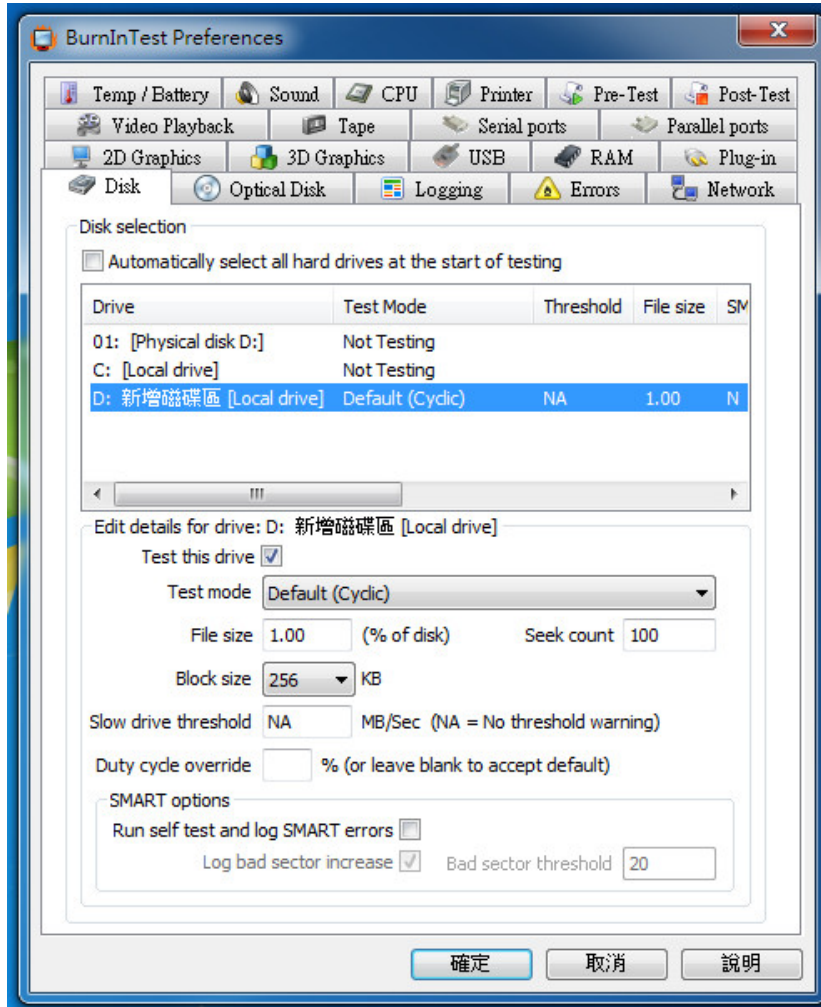 BurnInTest Preferences
Temp / Battery Sound CPU Printer Pre-Test Post-Test
Video Playback Tape Serial ports Parallel ports
2D Graphics 3D Graphics USB RAM Plug-in
Disk Optical Disk Logging Errors Network
Disk selection
Automatically select all hard drives at the start of testing
Drive Test Mode Threshold File size SM
01: [Physical disk D:] Not Testing
C: [Local drive] Not Testing
D: 新增磁碟區 [Local drive] Default (Cyclic) NA 1.00 N
Edit details for drive: D: 新增磁碟區 [Local drive]
Test this drive
Test mode Default (Cyclic)
File size 1.00 (% of disk) Seek count 100
Block size 256 KB
Slow drive threshold NA MB/Sec (NA = No threshold warning)
Duty cycle override % (or leave blank to accept default)
SMART options
Run self test and log SMART errors
Log bad sector increase Bad sector threshold 20
確定 取消 說明